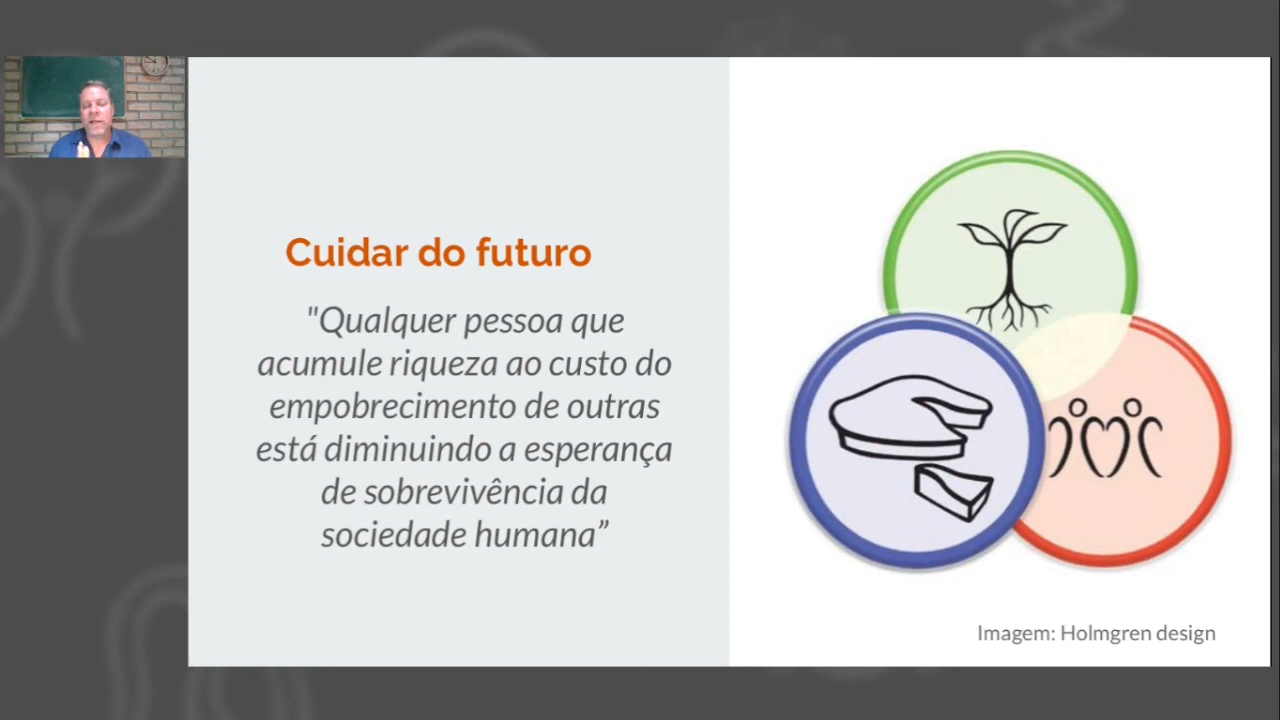 Cuidar do futuro
"Qualquer pessoa que
acumule riqueza ao custo do
empobrecimento de outras
está diminuindo a esperança
de sobrevivência da
sociedade humana”
Imagem: Holmgren design